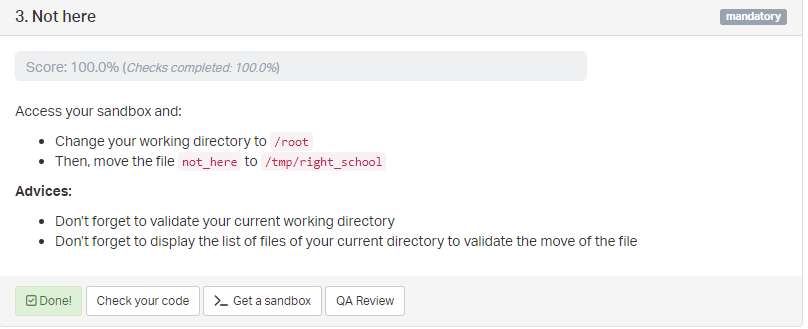 3. Not here
mandatory
Score: 100.0% (Checks completed: 100.0%)
Access your sandbox and:
• Change your working directory to /root
• Then, move the file not_here to /tmp/right_school
Advices:
• Don't forget to validate your current working directory
• Don't forget to display the list of files of your current directory to validate the move of the file
Done! Check your code Get a sandbox QA Review